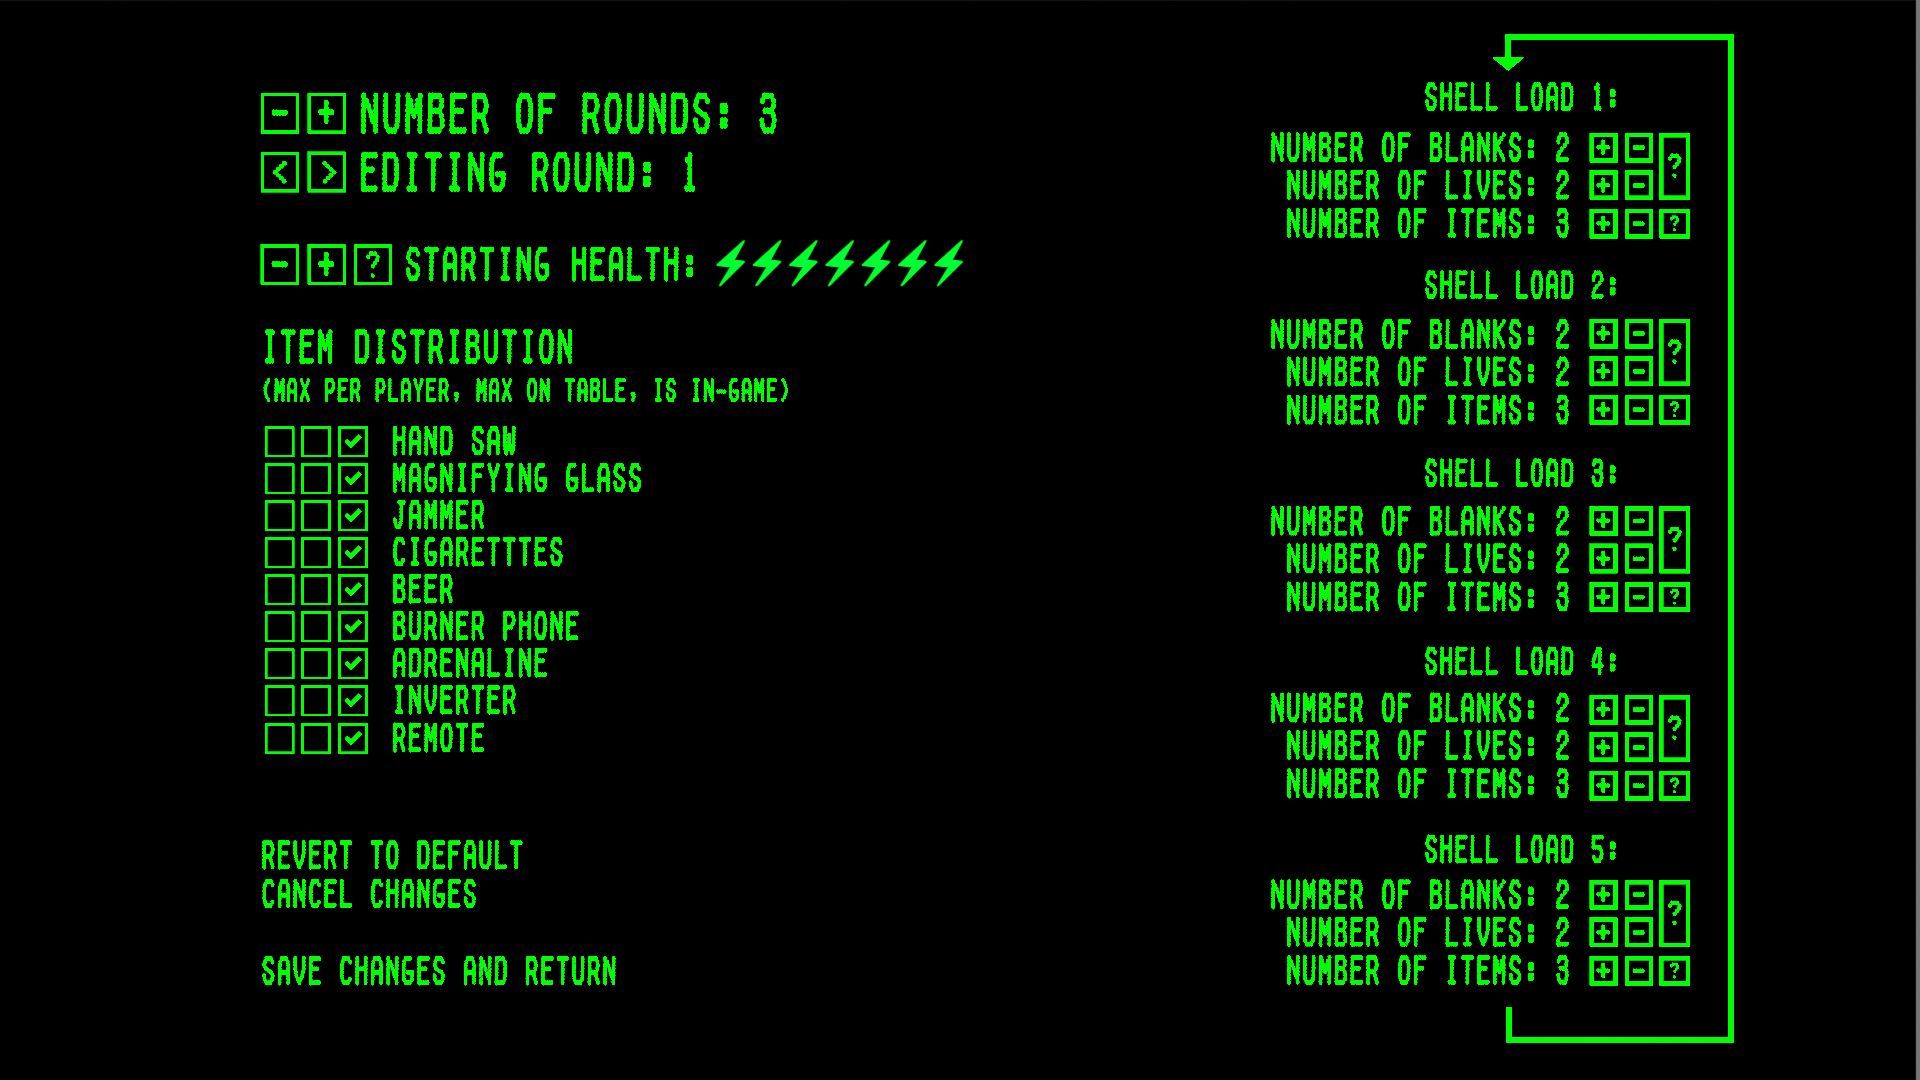 - + NUMBER OF ROUNDS: 3
< > EDITING ROUND: 1
- + ? STARTING HEALTH:
ITEM DISTRIBUTION
(MAX PER PLAYER, MAX ON TABLE, IS IN-GAME)
HAND SAW
MAGNIFYING GLASS
JAMMER
CIGARETTTES
BEER
BURNER PHONE
ADRENALINE
INVERTER
REMOTE
REVERT TO DEFAULT
CANCEL CHANGES
SAVE CHANGES AND RETURN
SHELL LOAD 1:
NUMBER OF BLANKS: 2 + - ?
NUMBER OF LIVES: 2 + -
NUMBER OF ITEMS: 3 + - ?
SHELL LOAD 2:
NUMBER OF BLANKS: 2 + - ?
NUMBER OF LIVES: 2 + -
NUMBER OF ITEMS: 3 + - ?
SHELL LOAD 3:
NUMBER OF BLANKS: 2 + - ?
NUMBER OF LIVES: 2 + -
NUMBER OF ITEMS: 3 + - ?
SHELL LOAD 4:
NUMBER OF BLANKS: 2 + - ?
NUMBER OF LIVES: 2 + -
NUMBER OF ITEMS: 3 + - ?
SHELL LOAD 5:
NUMBER OF BLANKS: 2 + - ?
NUMBER OF LIVES: 2 + -
NUMBER OF ITEMS: 3 + - ?